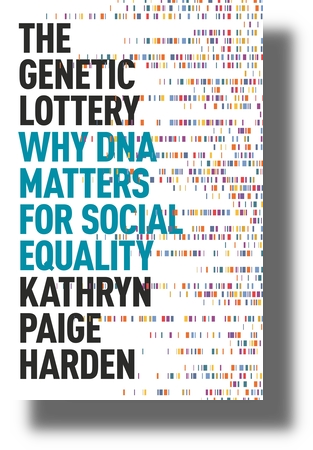 THE
GENETIC
LOTTERY
WHY DNA
MATTERS
FOR SOCIAL
EQUALITY
KATHRYN
PAIGE
HARDEN